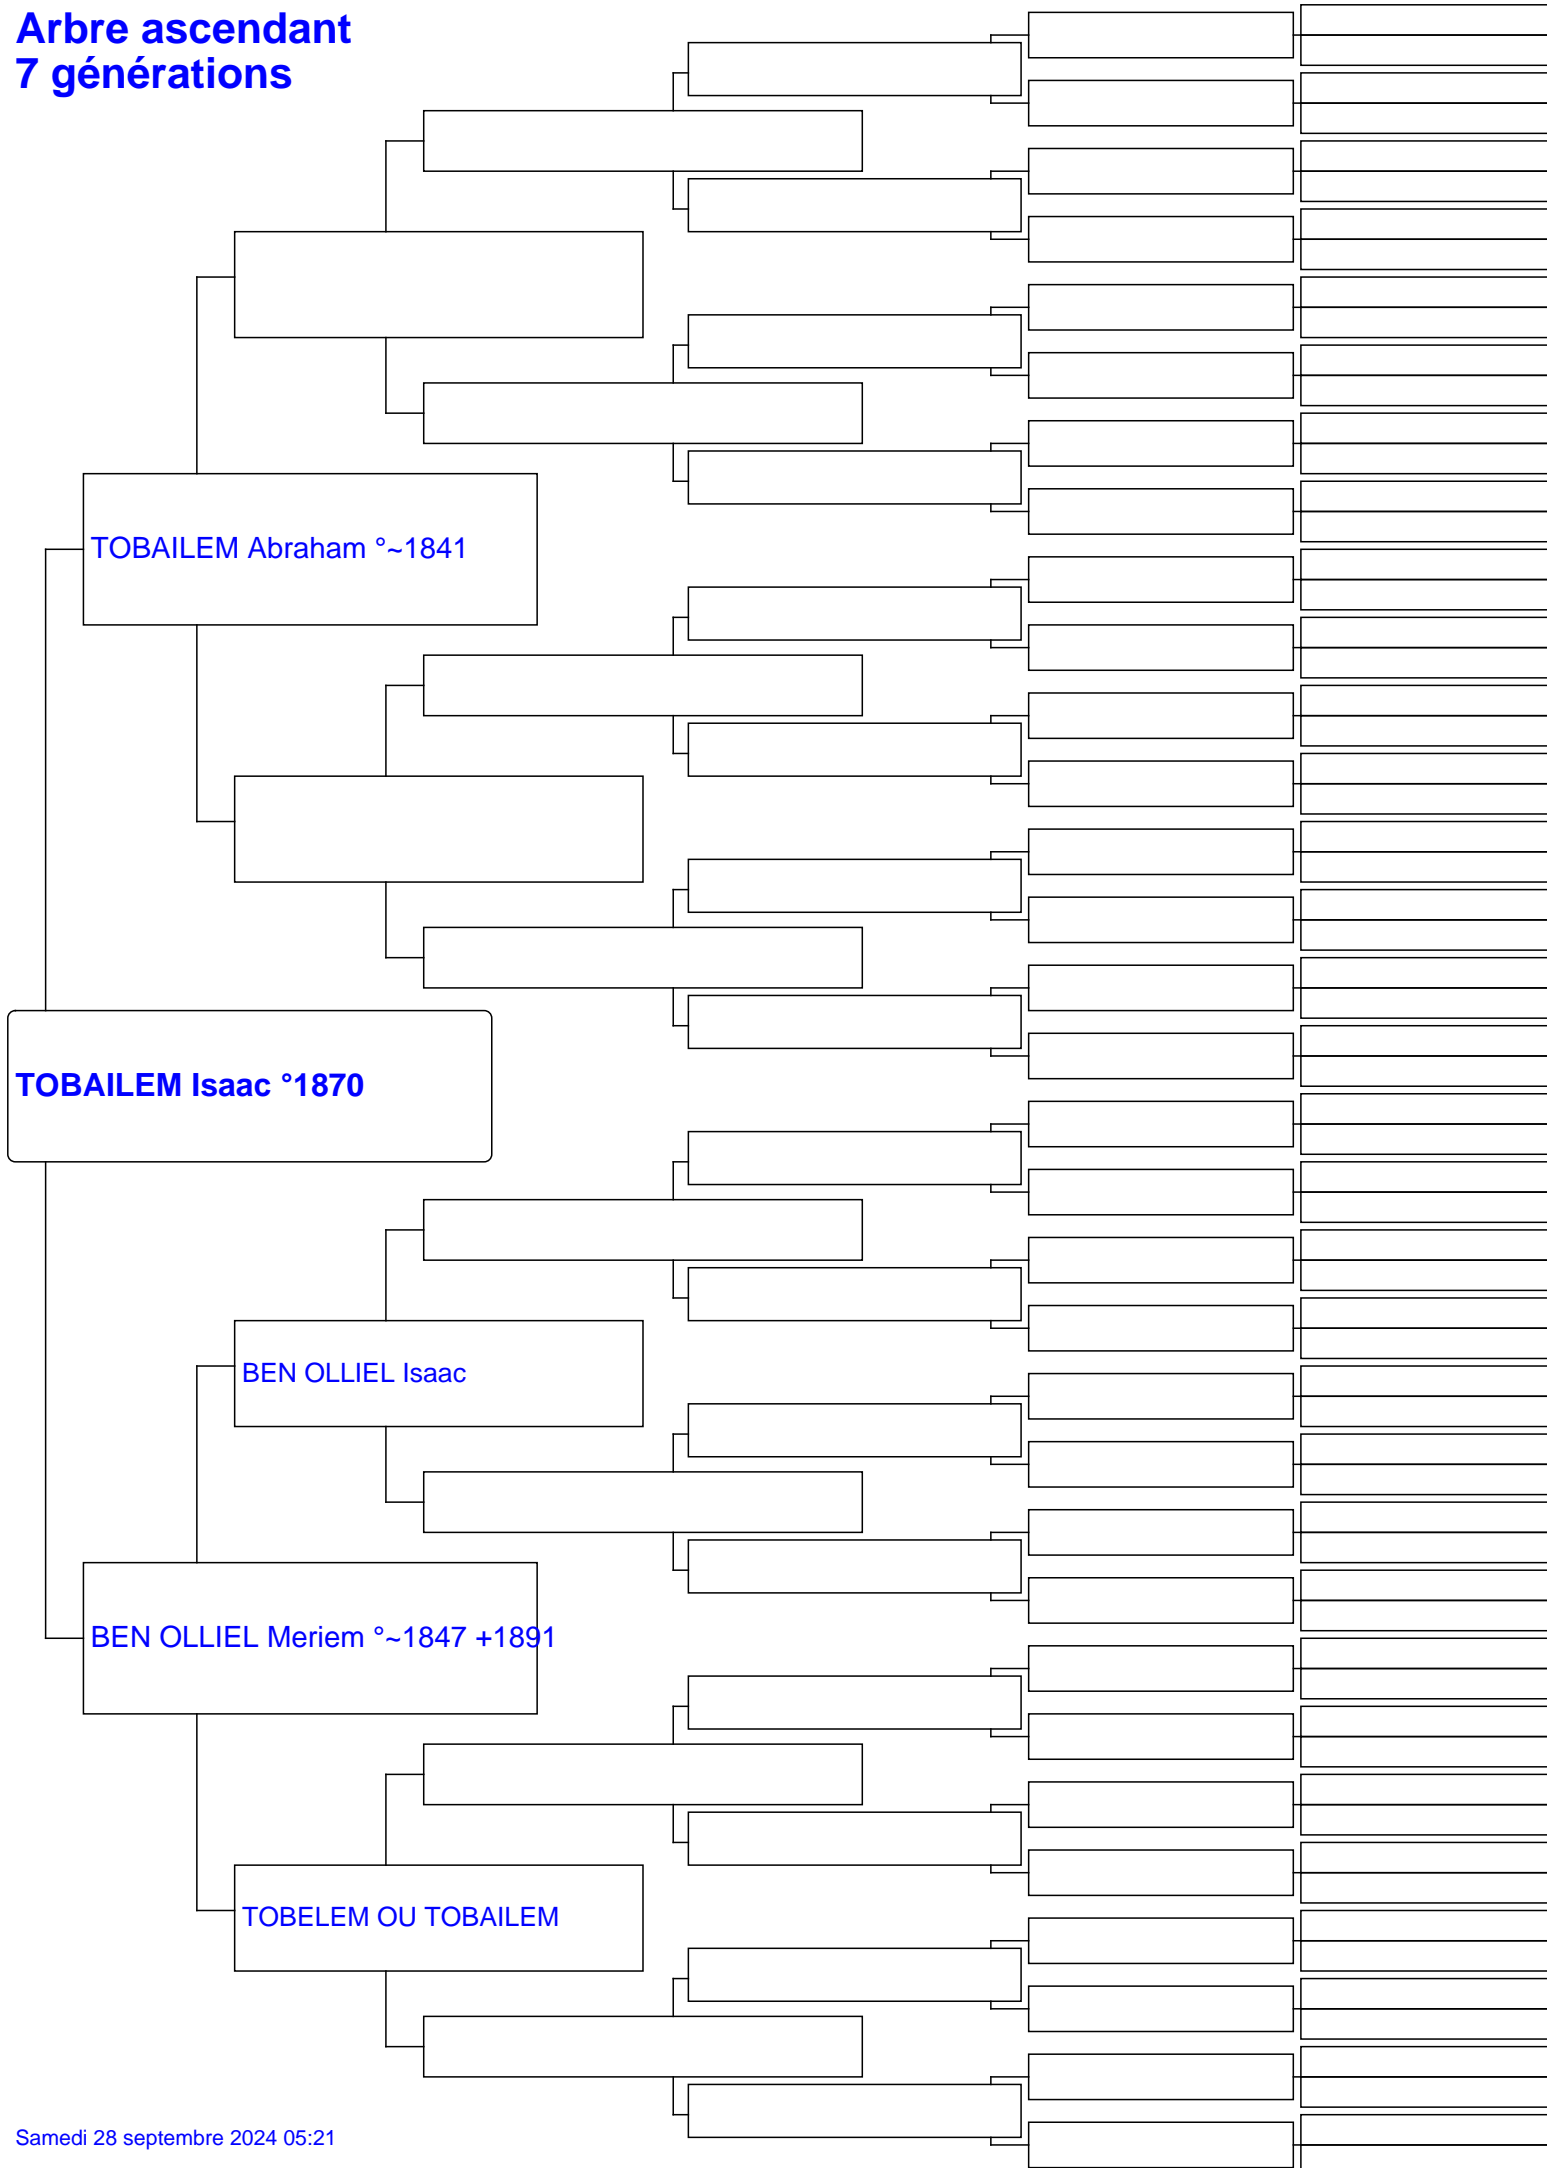 Arbre ascendant
7 générations
TOBAILEM Abraham °~1841
TOBAILEM Isaac °1870
BEN OLLIEL Isaac
BEN OLLIEL Meriem °~1847 +1891
TOBELEM OU TOBAILEM
Samedi 28 septembre 2024 05:21